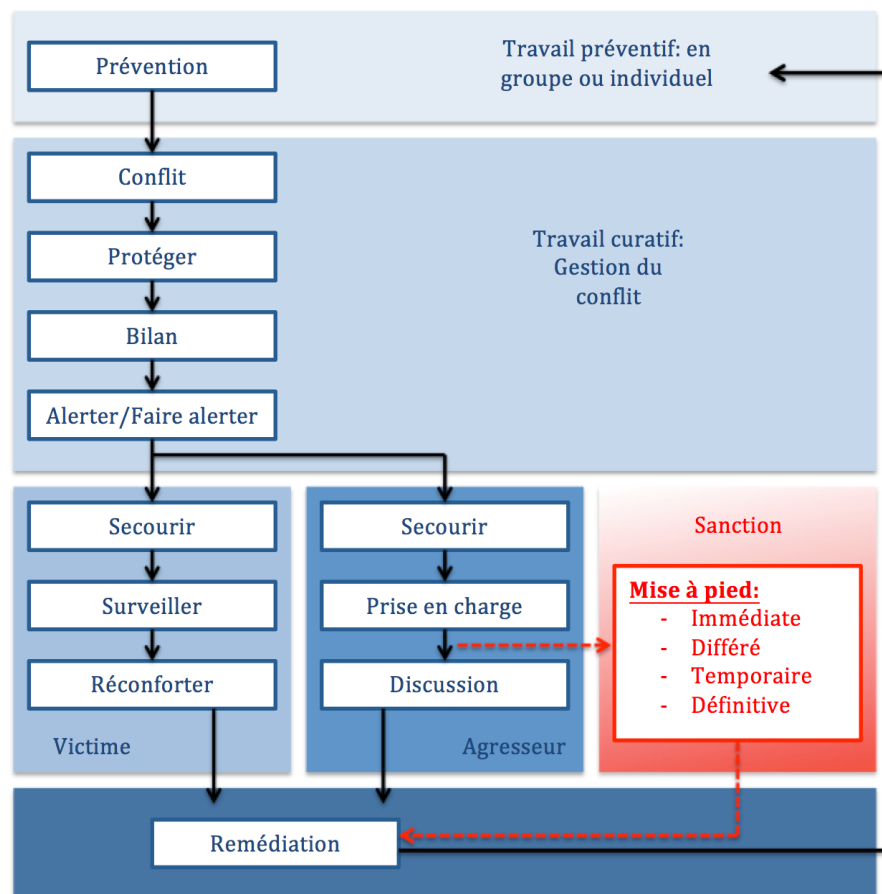 Prévention
Travail préventif: en
groupe ou individuel
Conflit
Protéger
Travail curatif:
Gestion du
conflit
Bilan
Alerter/Faire alerter
Secourir
Surveiller
Réconforter
Victime
Secourir
Prise en charge
Discussion
Agresseur
Sanction
Mise à pied:
- Immédiate
- Différé
- Temporaire
- Définitive
Remédiation